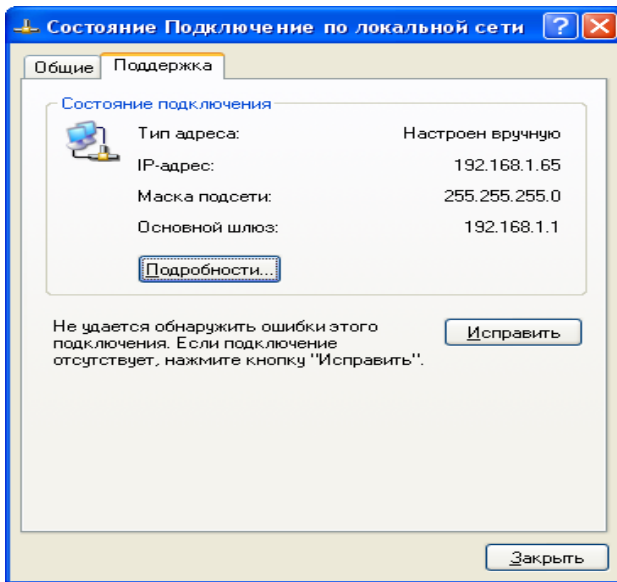 Состояние Подключение по локальной сети
Общие
Поддержка
Состояние подключения
Тип адреса: Настроен вручную
IP-адрес: 192.168.1.65
Маска подсети: 255.255.255.0
Основной шлюз: 192.168.1.1
Подробности...
Не удается обнаружить ошибки этого
подключения. Если подключение
отсутствует, нажмите кнопку "Исправить".
Исправить
Закрыть